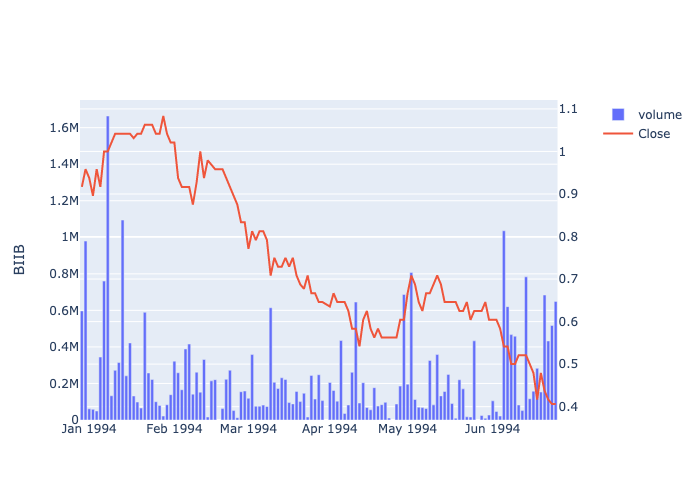 volume
Close
BIIB
1.6M
1.4M
1.2M
1M
0.8M
0.6M
0.4M
0.2M
0
1.1
1
0.9
0.8
0.7
0.6
0.5
0.4
Jan 1994
Feb 1994
Mar 1994
Apr 1994
May 1994
Jun 1994